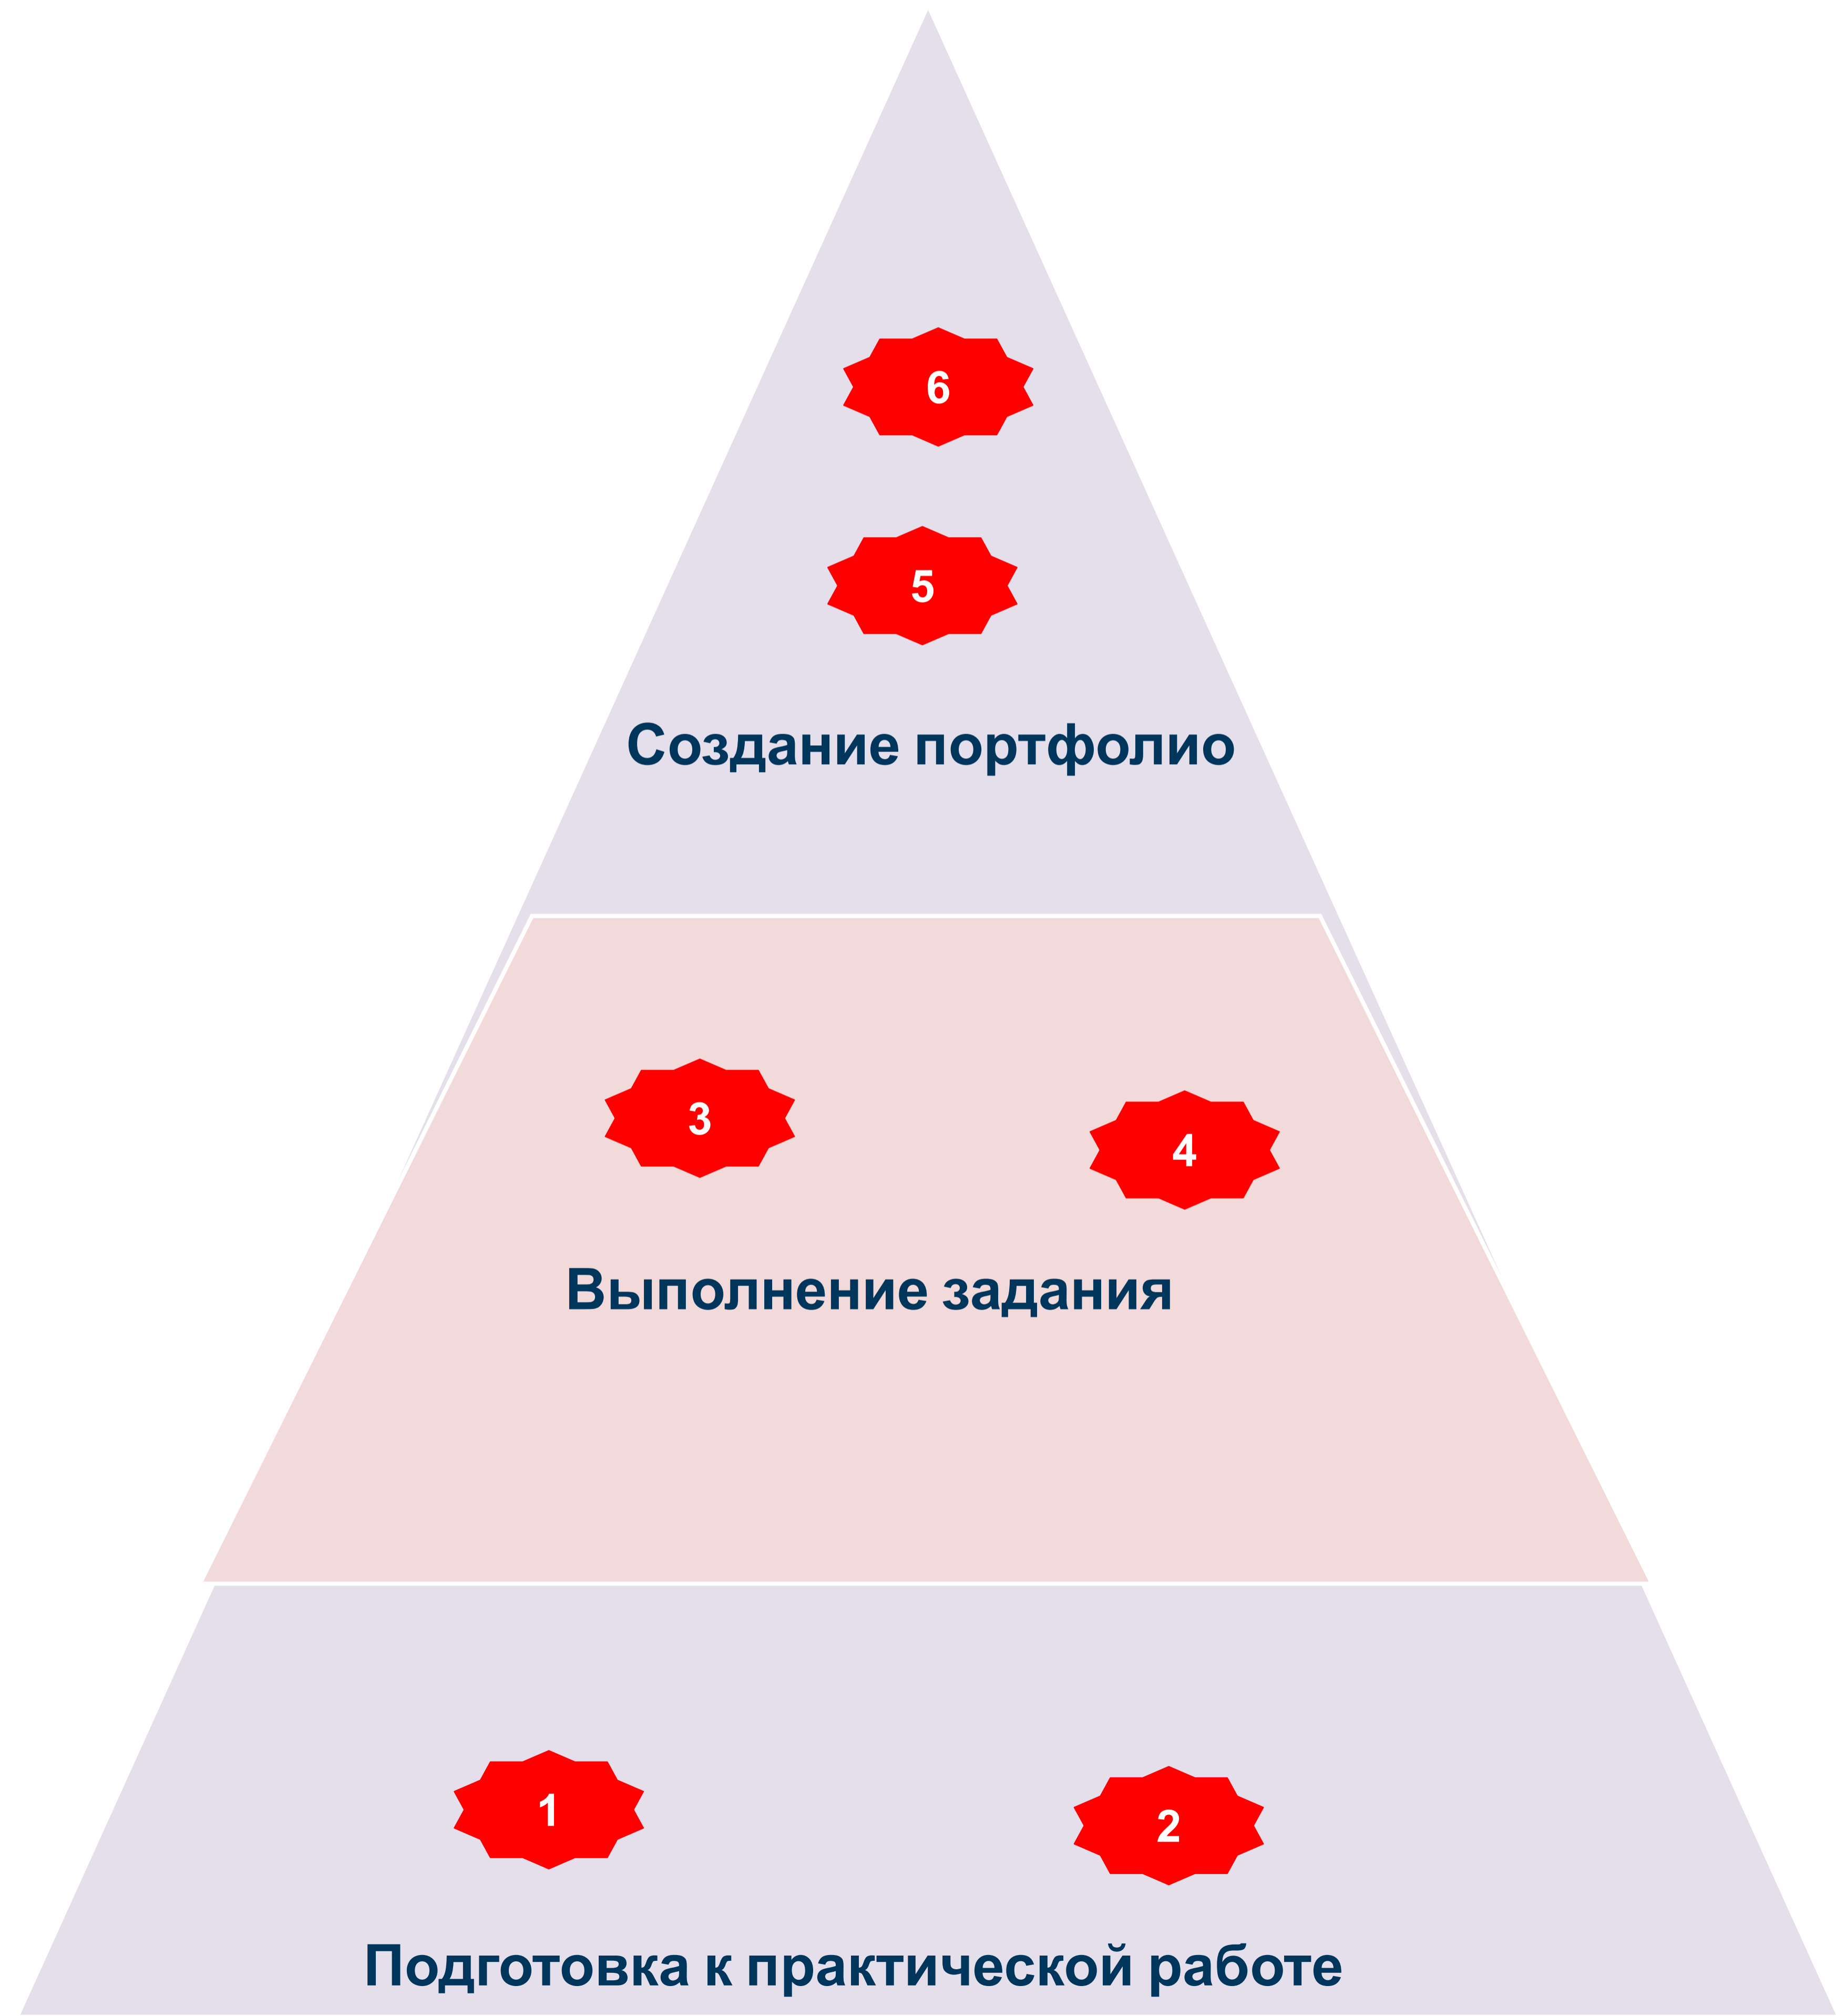 6
5
Создание портфолио
3
4
Выполнение задания
1
2
Подготовка к практической работе